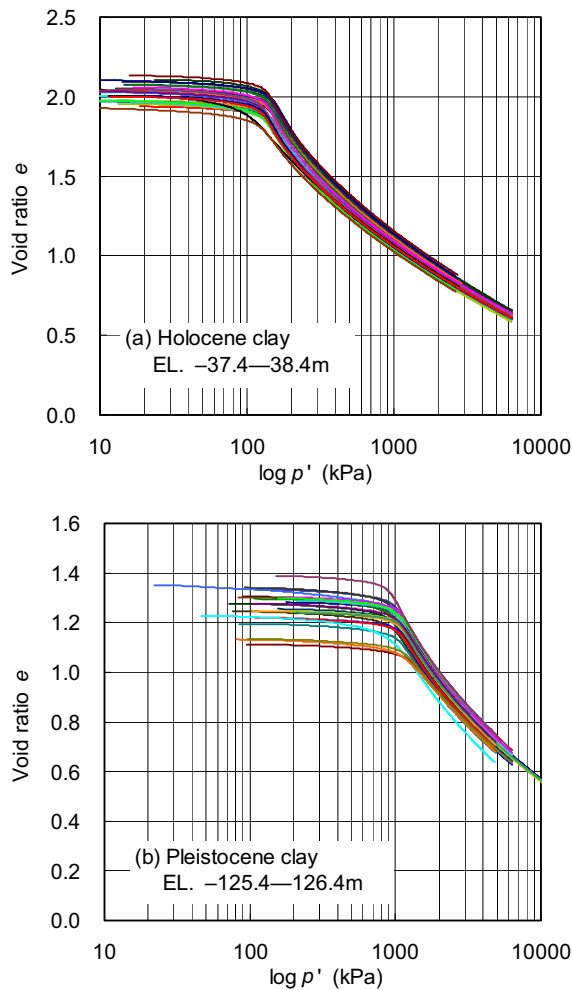 2.5
2.0
1.5
1.0
0.5
0.0
Void ratio e
(a) Holocene clay
EL. –37.4—38.4m
10 100 1000 10000
log p' (kPa)
1.6
1.4
1.2
1.0
0.8
0.6
0.4
0.2
0.0
Void ratio e
(b) Pleistocene clay
EL. –125.4—126.4m
10 100 1000 10000
log p' (kPa)